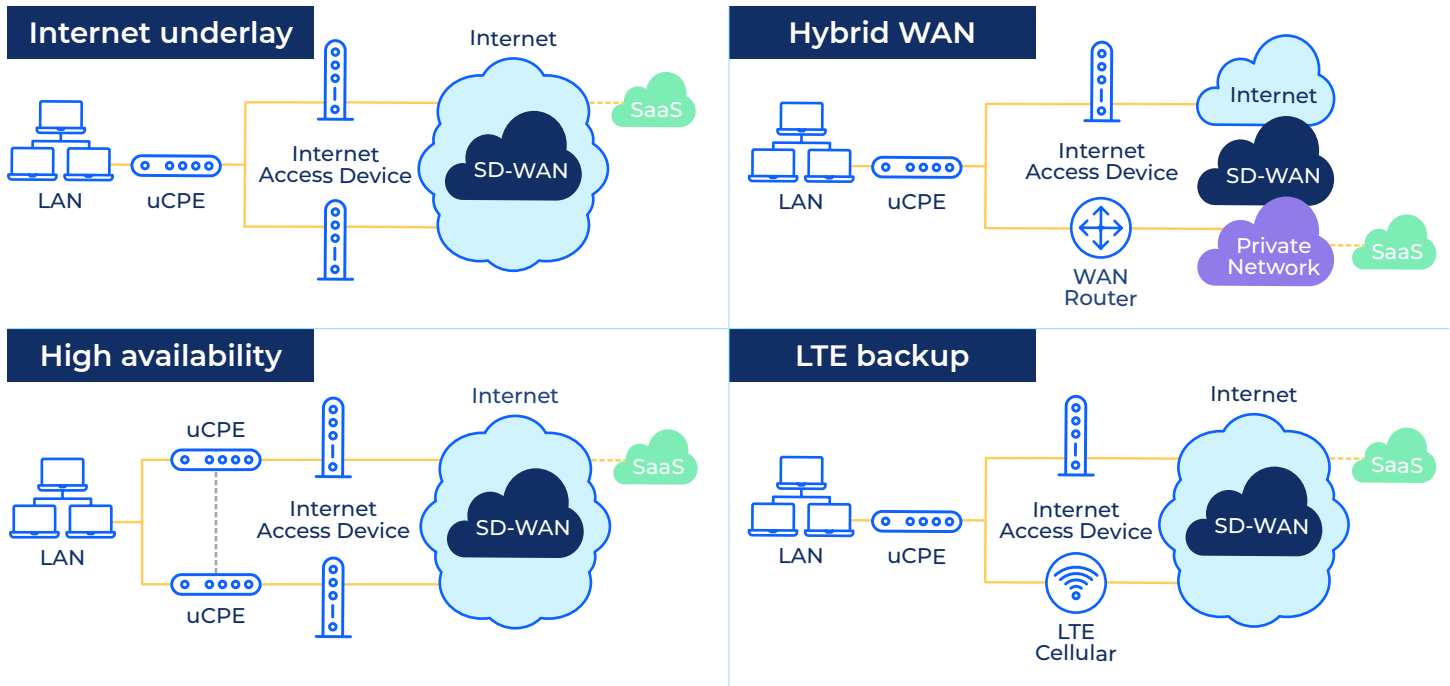 Internet underlay
Internet
SaaS
Internet
Access Device
SD-WAN
LAN
uCPE
Hybrid WAN
Internet
Internet
Access Device
SD-WAN
LAN
uCPE
Private
Network
SaaS
WAN
Router
High availability
Internet
uCPE
SaaS
Internet
Access Device
SD-WAN
LAN
uCPE
LTE backup
Internet
SaaS
Internet
Access Device
SD-WAN
LAN
uCPE
LTE
Cellular